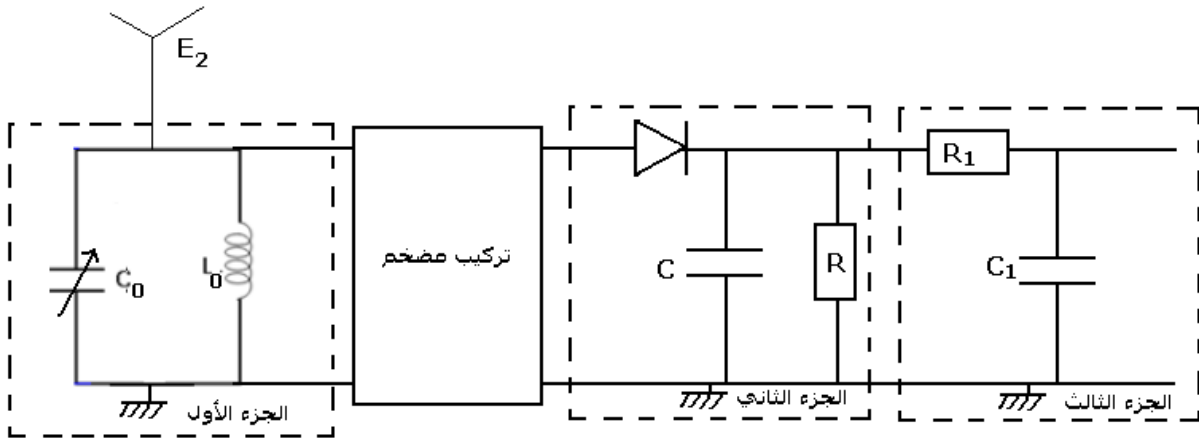 E2
C0
L0
تركيب مضخم
C
R
R1
C1
الجزء الأول
الجزء الثاني
الجزء الثالث